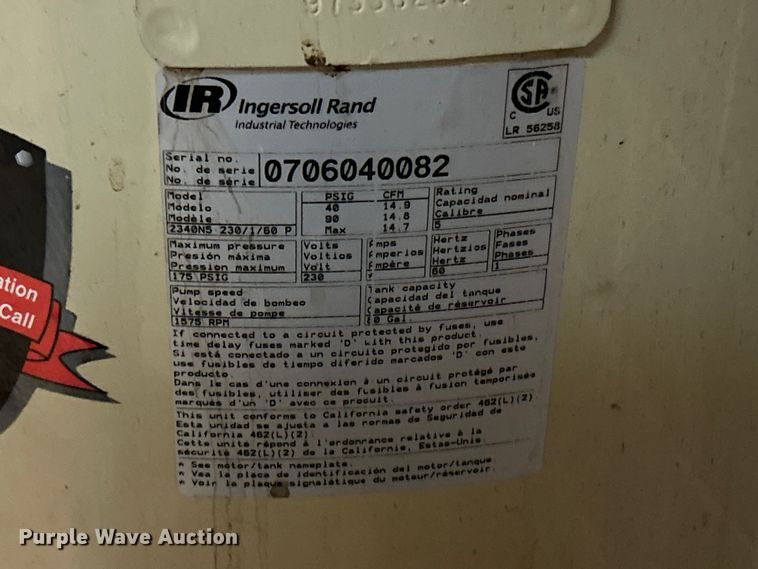 IR Ingersoll Rand
Industrial Technologies
CSA
C US
LR 56258
Serial no.
No. de serie
No. de série
0706040082
Model
Modelo
Modèle
2340N5 230/1/60 P
PSIG CFM
40 14.9
90 14.8
Max 14.7
Rating
Capacidad nominal
Calibre
5
Maximum pressure
Presión máxima
Pression maximum
175 PSIG
Volts
Voltios
Volt
230
Amps
Amperios
Ampère
Hertz
Hertzios
Hertz
60
Phases
Fases
Phases
1
Pump speed
Velocidad de bombeo
Vitesse de pompe
1575 RPM
Tank capacity
Capacidad del tanque
Capacité de réservoir
Gal.
If connected to a circuit protected by fuses, use
time delay fuses marked 'D' with this product.
Si está conectado a un circuito protegido por fusibles,
use fusibles de tiempo diferido marcados 'D' con este
producto.
Dans le cas d'une connexion à un circuit protégé par
des fusibles, utiliser des fusibles à fusion temporisée
marqués d'un 'D' avec ce produit.
This unit conforms to California safety order 462(L)(2).
Esta unidad se ajusta a las normas de Seguridad de
California 462(L)(2).
Cette unité répond à l'ordonnance relative à la
sécurité 462(L)(2) de la Californie, Etats-Unis.
* See motor/tank nameplate.
* Vea la placa de identificación del motor/tanque.
* Voir la plaque signalétique du moteur/réservoir.
Call
Purple Wave Auction